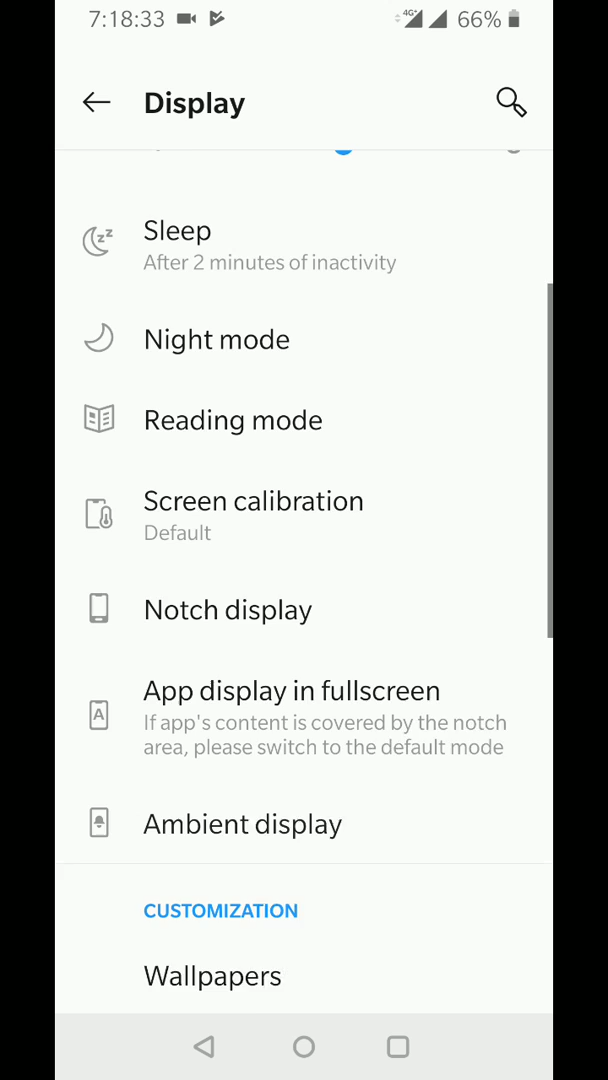 7:18:33 4G+ 66%
Display
Sleep
zz
After 2 minutes of inactivity
Night mode
Reading mode
Screen calibration
Default
Notch display
App display in fullscreen
A
If app's content is covered by the notch
area, please switch to the default mode
Ambient display
CUSTOMIZATION
Wallpapers